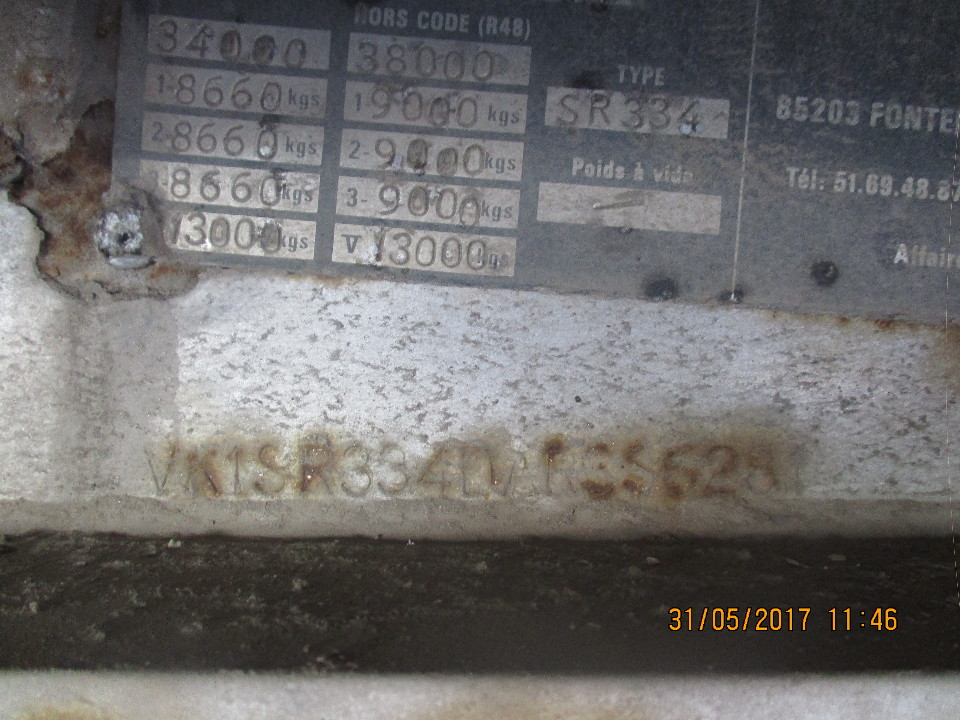 HORS CODE (R48)
34000 38000
TYPE
1-8660 kgs 1-9000 kgs SR334
85203 FONTE
2-8660 kgs 2-9000 kgs
Poids à vide
8660 kgs 3-9000 kgs
Tél: 51.69.48.
13000 kgs V 13000 kgs
Affaire
VK1SR334
31/05/2017 11:46